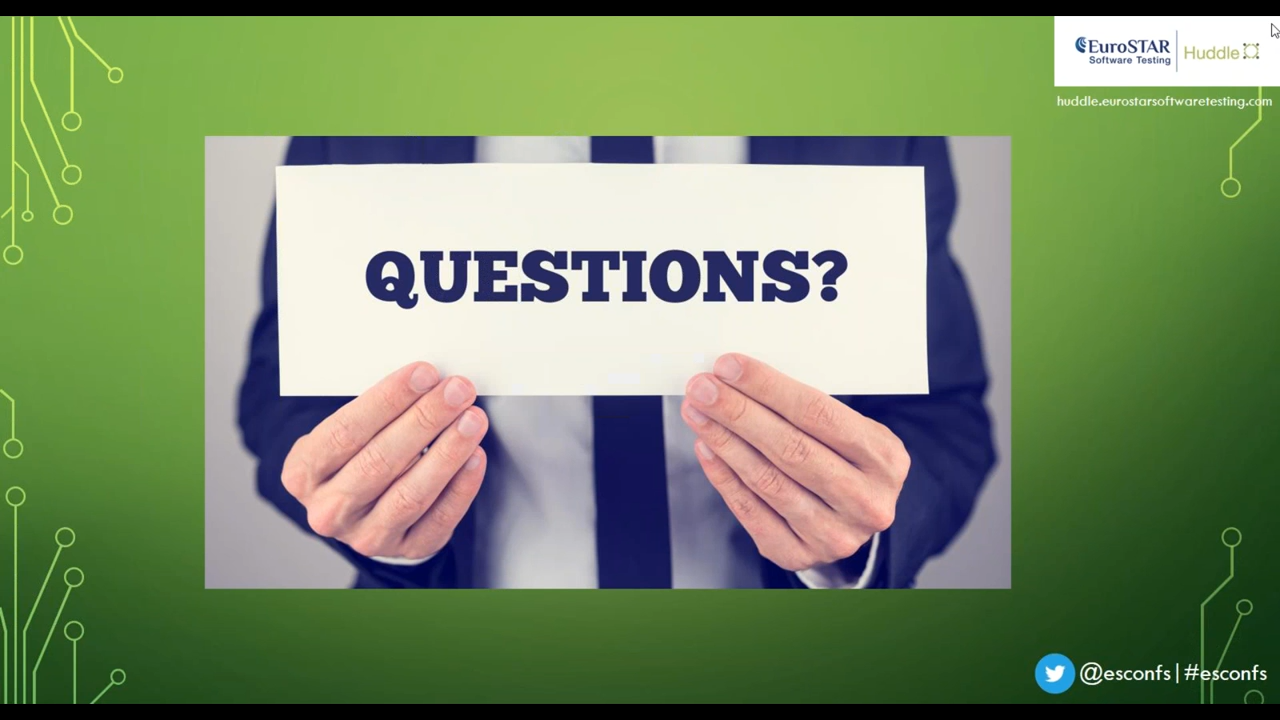 EuroSTAR
Software Testing
Huddle
huddle.eurostarsoftwaretesting.com
QUESTIONS?
@esconfs | #esconfs